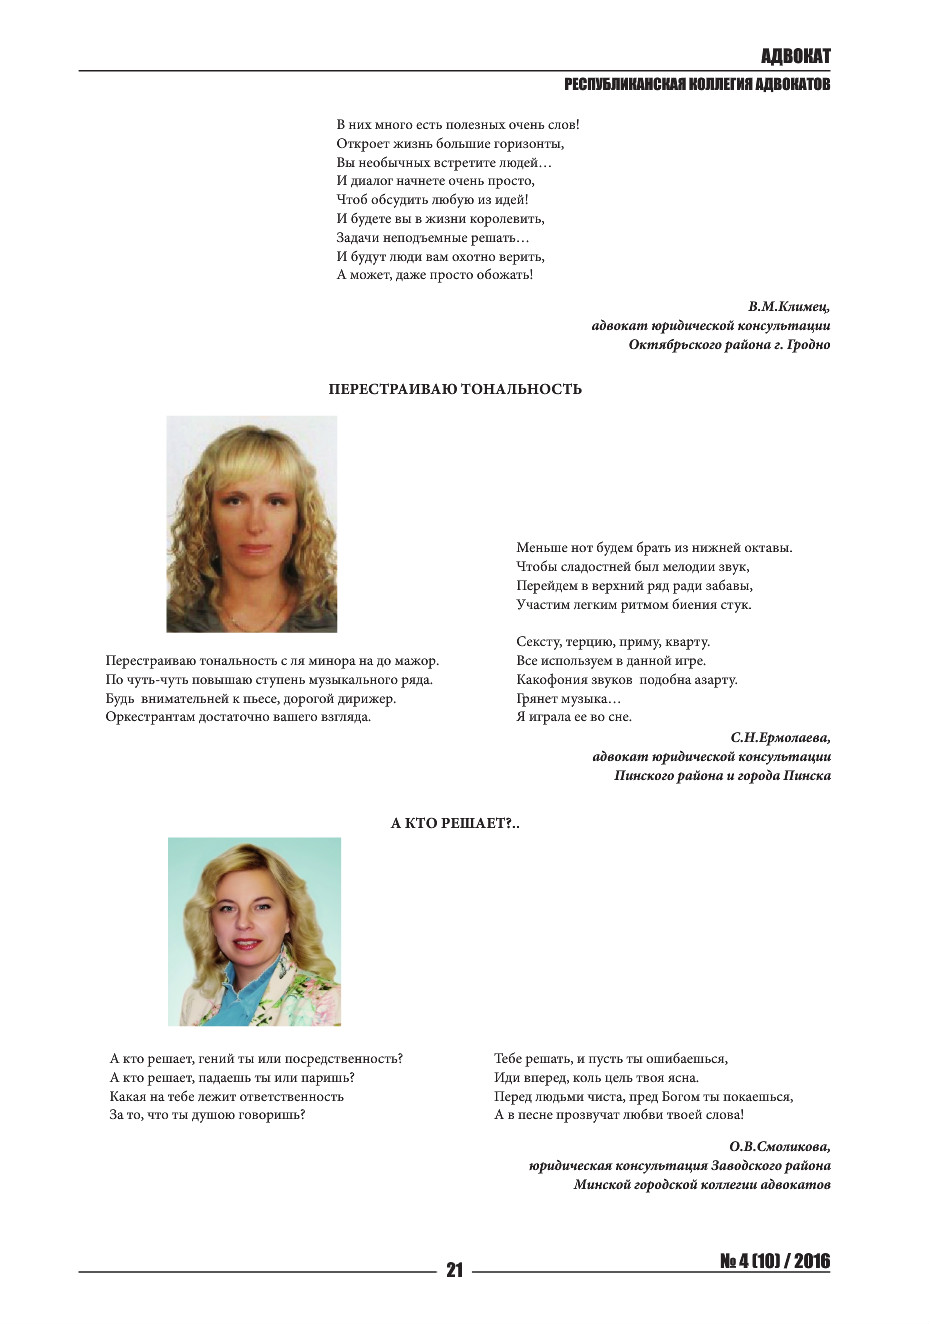 АДВОКАТ
РЕСПУБЛИКАНСКАЯ КОЛЛЕГИЯ АДВОКАТОВ
В них много есть полезных очень слов!
Откроет жизнь большие горизонты,
Вы необычных встретите людей…
И диалог начнете очень просто,
Чтоб обсудить любую из идей!
И будете вы в жизни королевить,
Задачи неподъемные решать…
И будут люди вам охотно верить,
А может, даже просто обожать!
В.М.Климец,
адвокат юридической консультации
Октябрьского района г. Гродно
ПЕРЕСТРАИВАЮ ТОНАЛЬНОСТЬ
Перестраиваю тональность с ля минора на до мажор.
По чуть-чуть повышаю ступень музыкального ряда.
Будь внимательней к пьесе, дорогой дирижер.
Оркестрантам достаточно вашего взгляда.
Меньше нот будем брать из нижней октавы.
Чтобы сладостней был мелодии звук,
Перейдем в верхний ряд ради забавы,
Участим легким ритмом биения стук.
Сексту, терцию, приму, кварту.
Все используем в данной игре.
Какофония звуков подобна азарту.
Грянет музыка…
Я играла ее во сне.
С.Н.Ермолаева,
адвокат юридической консультации
Пинского района и города Пинска
А КТО РЕШАЕТ?..
А кто решает, гений ты или посредственность?
А кто решает, падаешь ты или паришь?
Какая на тебе лежит ответственность
За то, что ты душою говоришь?
Тебе решать, и пусть ты ошибаешься,
Иди вперед, коль цель твоя ясна.
Перед людьми чиста, пред Богом ты покаешься,
А в песне прозвучат любви твоей слова!
О.В.Смоликова,
юридическая консультация Заводского района
Минской городской коллегии адвокатов
№ 4 (10) / 2016
21